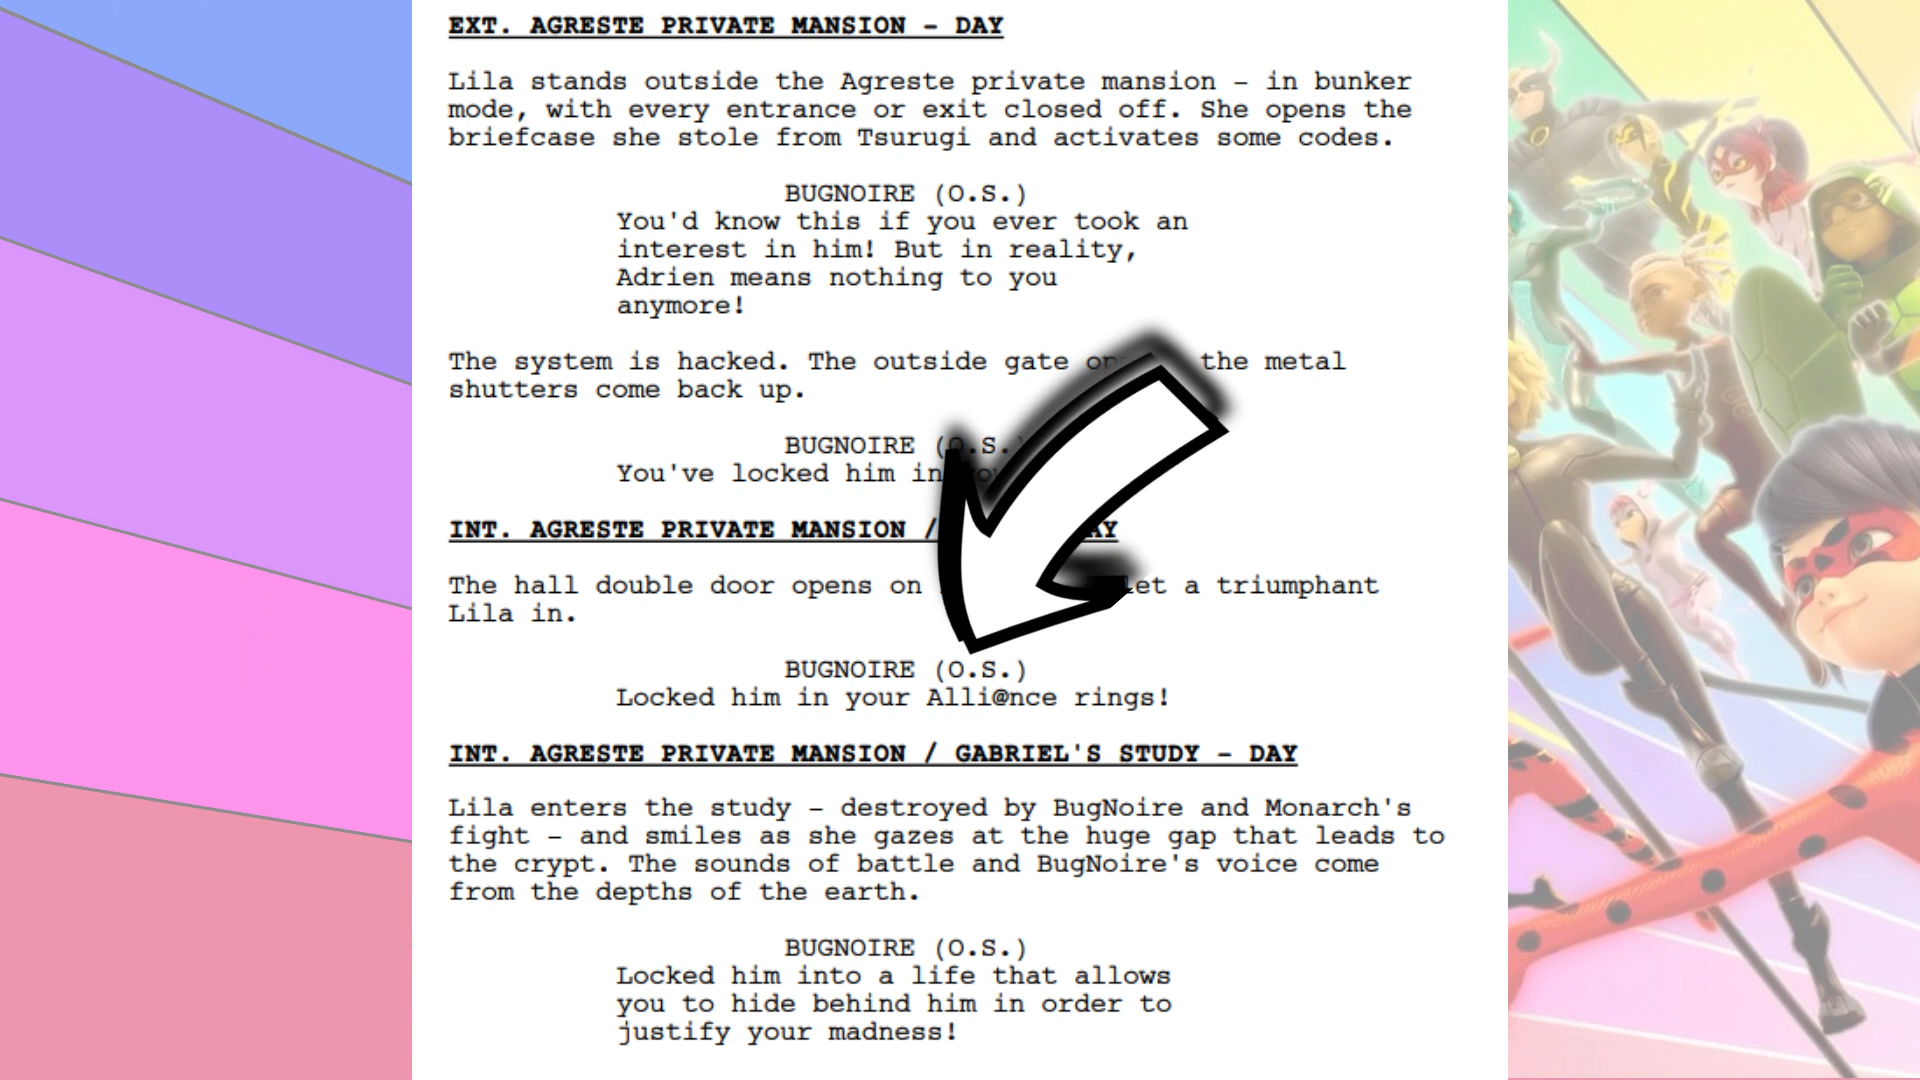 EXT. AGRESTE PRIVATE MANSION – DAY
Lila stands outside the Agreste private mansion – in bunker
mode, with every entrance or exit closed off. She opens the
briefcase she stole from Tsurugi and activates some codes.
BUGNOIRE (O.S.)
You'd know this if you ever took an
interest in him! But in reality,
Adrien means nothing to you
anymore!
The system is hacked. The outside gate the metal
shutters come back up.
BUGNOIRE (O.S.)
You've locked him in
INT. AGRESTE PRIVATE MANSION /
The hall double door opens on let a triumphant
Lila in.
BUGNOIRE (O.S.)
Locked him in your Alli@nce rings!
INT. AGRESTE PRIVATE MANSION / GABRIEL'S STUDY – DAY
Lila enters the study – destroyed by BugNoire and Monarch's
fight – and smiles as she gazes at the huge gap that leads to
the crypt. The sounds of battle and BugNoire's voice come
from the depths of the earth.
BUGNOIRE (O.S.)
Locked him into a life that allows
you to hide behind him in order to
justify your madness!